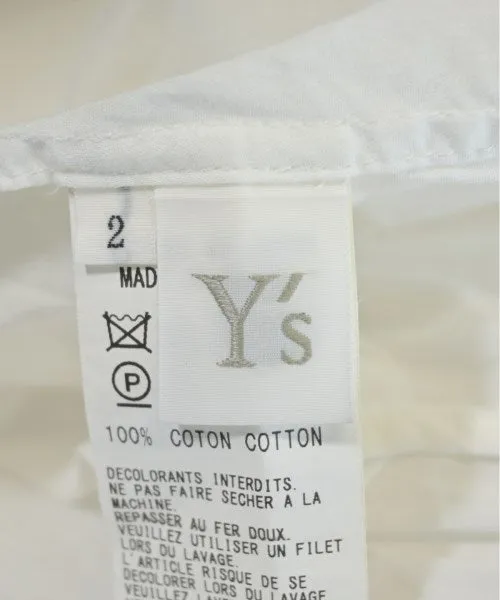 2
Y's
MAD
P
100% COTON COTTON
DECOLORANTS INTERDITS.
NE PAS FAIRE SECHER A LA
MACHINE.
REPASSER AU FER DOUX.
VEUILLEZ UTILISER UN FILET
LORS DU LAVAGE.
L'ARTICLE RISQUE DE SE
DECOLORER LORS DU LAVAGE
VEUILLEZ